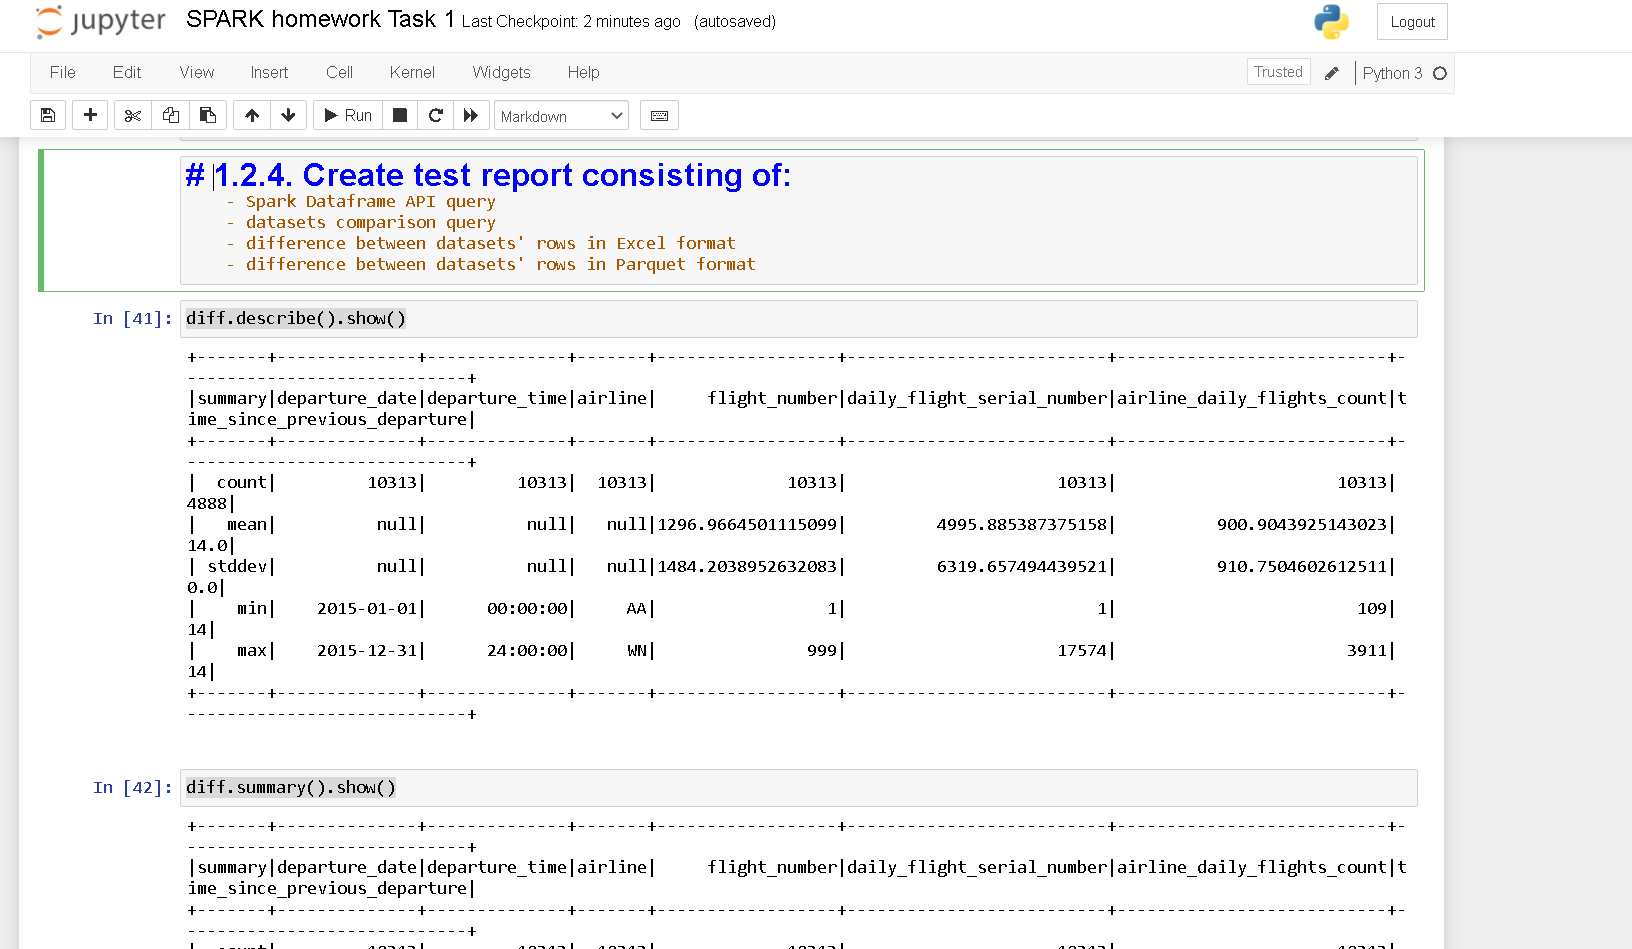 jupyter SPARK homework Task 1 Last Checkpoint: 2 minutes ago (autosaved) Logout
File Edit View Insert Cell Kernel Widgets Help Trusted Python 3
Run Markdown
# 1.2.4. Create test report consisting of:
- Spark Dataframe API query
- datasets comparison query
- difference between datasets' rows in Excel format
- difference between datasets' rows in Parquet format
In [41]: diff.describe().show()
+-------+--------------+--------------+-------+------------------+--------------------------+---------------------------+-
----------------------------+
|summary|departure_date|departure_time|airline|     flight_number|daily_flight_serial_number|airline_daily_flights_count|t
ime_since_previous_departure|
+-------+--------------+--------------+-------+------------------+--------------------------+---------------------------+-
----------------------------+
|  count|         10313|         10313|  10313|             10313|                     10313|                      10313|
4888|
|   mean|          null|          null|   null|1296.9664501115099|         4995.885387375158|          900.9043925143023|
14.0|
| stddev|          null|          null|   null|1484.2038952632083|         6319.657494439521|          910.7504602612511|
0.0|
|    min|    2015-01-01|      00:00:00|     AA|                 1|                         1|                        109|
14|
|    max|    2015-12-31|      24:00:00|     WN|               999|                     17574|                       3911|
14|
+-------+--------------+--------------+-------+------------------+--------------------------+---------------------------+-
----------------------------+
In [42]: diff.summary().show()
+-------+--------------+--------------+-------+------------------+--------------------------+---------------------------+-
----------------------------+
|summary|departure_date|departure_time|airline|     flight_number|daily_flight_serial_number|airline_daily_flights_count|t
ime_since_previous_departure|
+-------+--------------+--------------+-------+------------------+--------------------------+---------------------------+-
----------------------------+